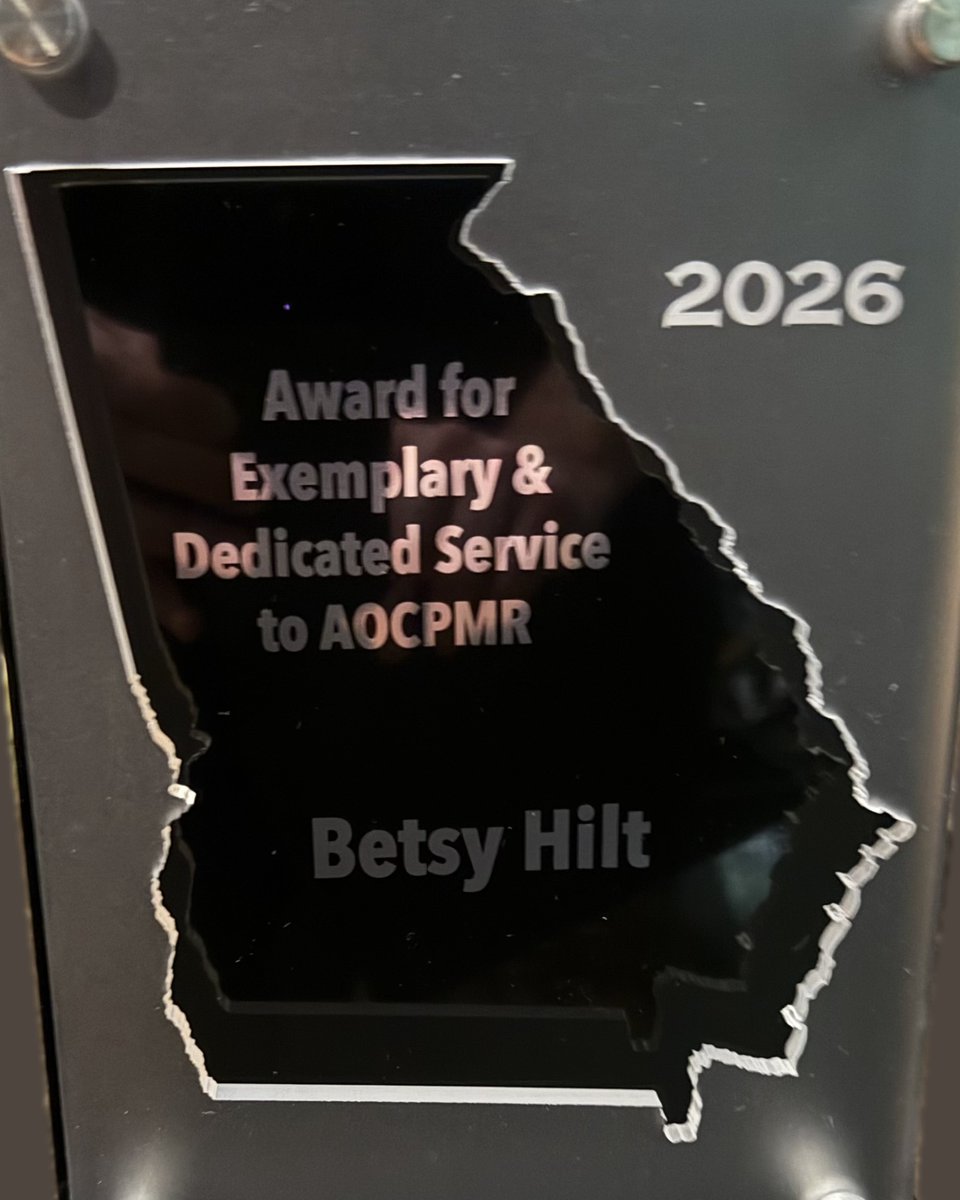 2026
Award for
Exemplary &
Dedicated Service
to AOCPMR
Betsy Hilt